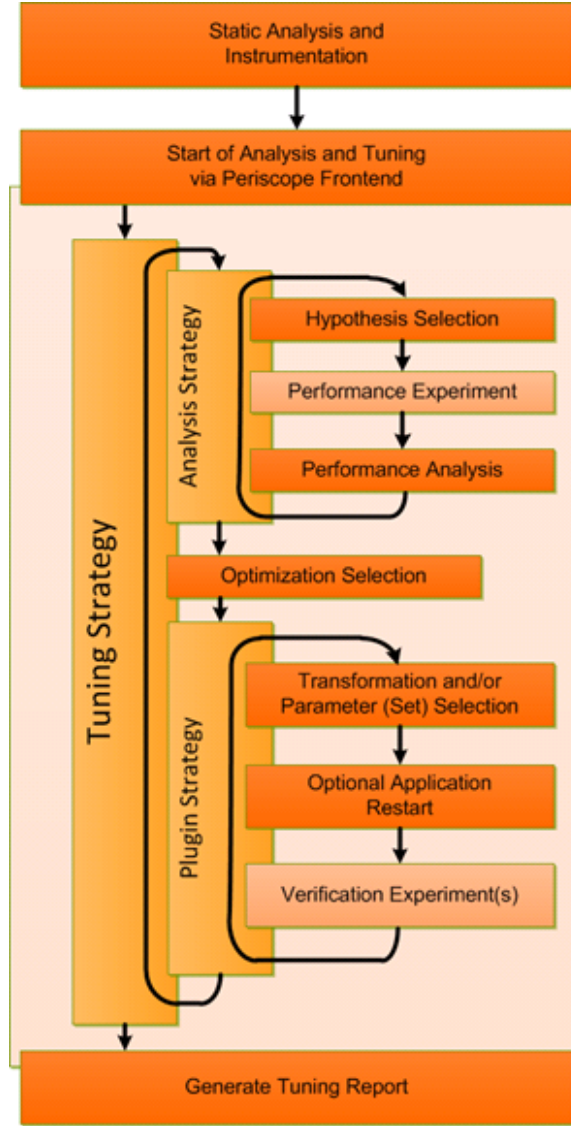 Static Analysis and
Instrumentation
Start of Analysis and Tuning
via Periscope Frontend
Tuning Strategy
Analysis Strategy
Hypothesis Selection
Performance Experiment
Performance Analysis
Optimization Selection
Plugin Strategy
Transformation and/or
Parameter (Set) Selection
Optional Application
Restart
Verification Experiment(s)
Generate Tuning Report